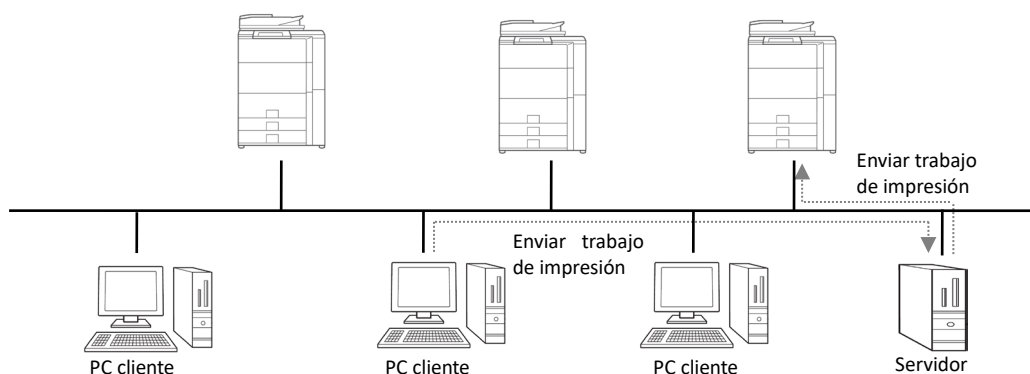 Enviar trabajo
de impresión
Enviar trabajo
de impresión
PC cliente
PC cliente
PC cliente
Servidor